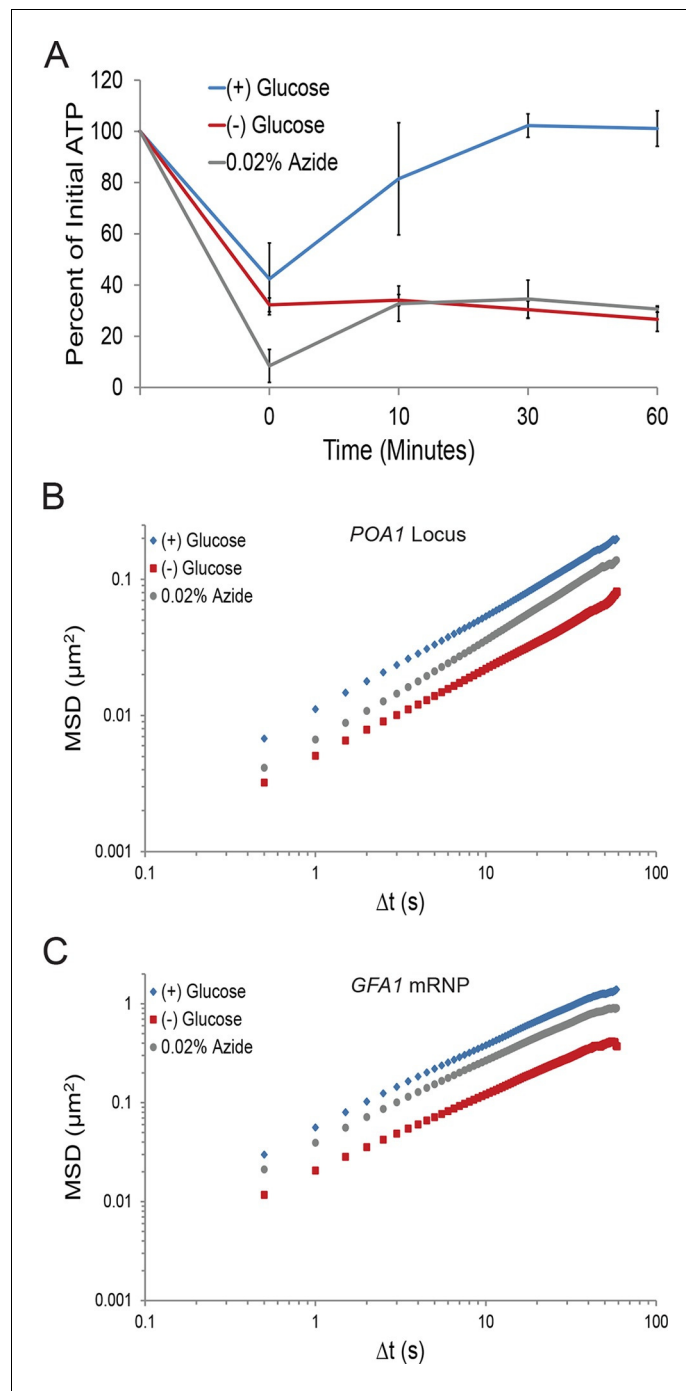 A
120
100
80
60
40
20
0
Percent of Initial ATP
(+) Glucose
(-) Glucose
0.02% Azide
0
10
30
60
Time (Minutes)
B
POA1 Locus
(+) Glucose
(-) Glucose
0.02% Azide
0.1
0.01
0.001
MSD (µm²)
0.1
1
10
100
Δt (s)
C
GFA1 mRNP
(+) Glucose
(-) Glucose
0.02% Azide
1
0.1
0.01
0.001
MSD (µm²)
0.1
1
10
100
Δt (s)